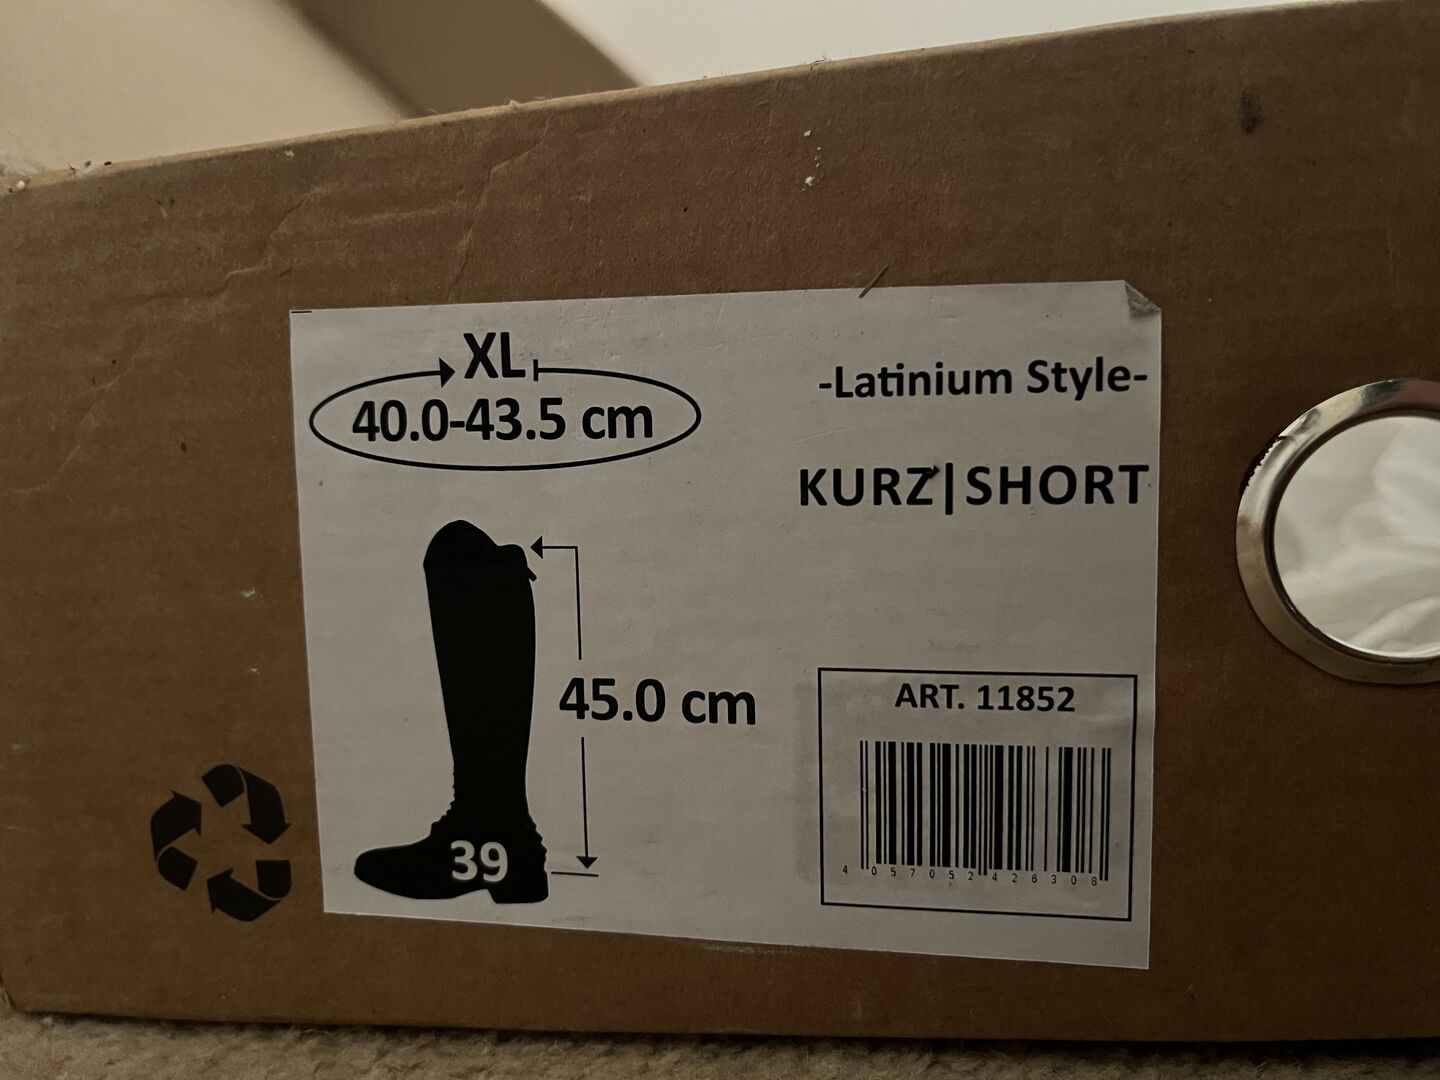 XL
40.0-43.5 cm
-Latinium Style-
KURZ|SHORT
45.0 cm
39
ART. 11852
4 057052 426308